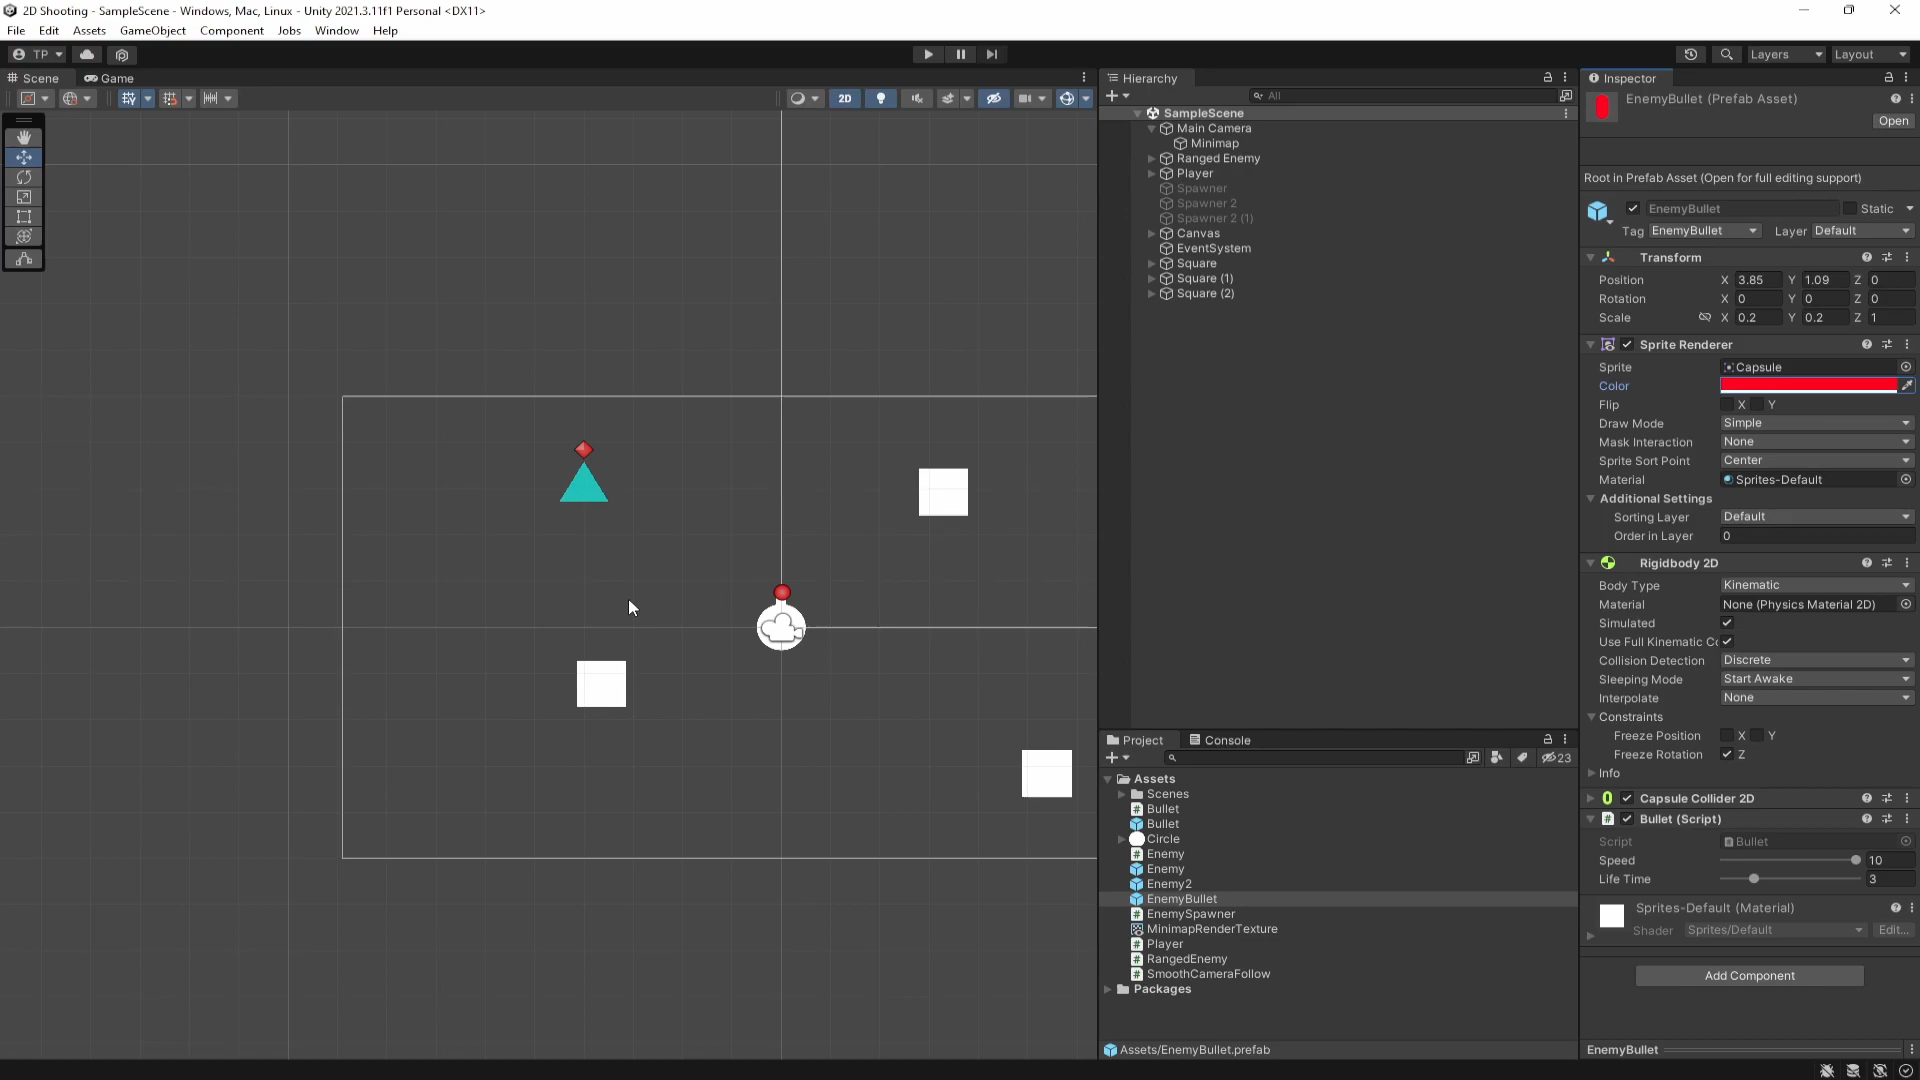 2D Shooting - SampleScene - Windows, Mac, Linux - Unity 2021.3.11f1 Personal <DX11>
File Edit Assets GameObject Component Jobs Window Help
TP
Layers Layout
Scene Game
2D
Hierarchy
All
SampleScene
Main Camera
Minimap
Ranged Enemy
Player
Spawner
Spawner 2
Spawner 2 (1)
Canvas
EventSystem
Square
Square (1)
Square (2)
Project Console
23
Assets
Scenes
Bullet
Bullet
Circle
Enemy
Enemy
Enemy2
EnemyBullet
EnemySpawner
MinimapRenderTexture
Player
RangedEnemy
SmoothCameraFollow
Packages
Assets/EnemyBullet.prefab
Inspector
EnemyBullet (Prefab Asset)
Open
Root in Prefab Asset (Open for full editing support)
EnemyBullet Static
Tag EnemyBullet Layer Default
Transform
Position X 3.85 Y 1.09 Z 0
Rotation X 0 Y 0 Z 0
Scale X 0.2 Y 0.2 Z 1
Sprite Renderer
Sprite Capsule
Color
Flip X Y
Draw Mode Simple
Mask Interaction None
Sprite Sort Point Center
Material Sprites-Default
Additional Settings
Sorting Layer Default
Order in Layer 0
Rigidbody 2D
Body Type Kinematic
Material None (Physics Material 2D)
Simulated
Use Full Kinematic Co
Collision Detection Discrete
Sleeping Mode Start Awake
Interpolate None
Constraints
Freeze Position X Y
Freeze Rotation Z
Info
Capsule Collider 2D
Bullet (Script)
Script Bullet
Speed 10
Life Time 3
Sprites-Default (Material)
Shader Sprites/Default Edit...
Add Component
EnemyBullet